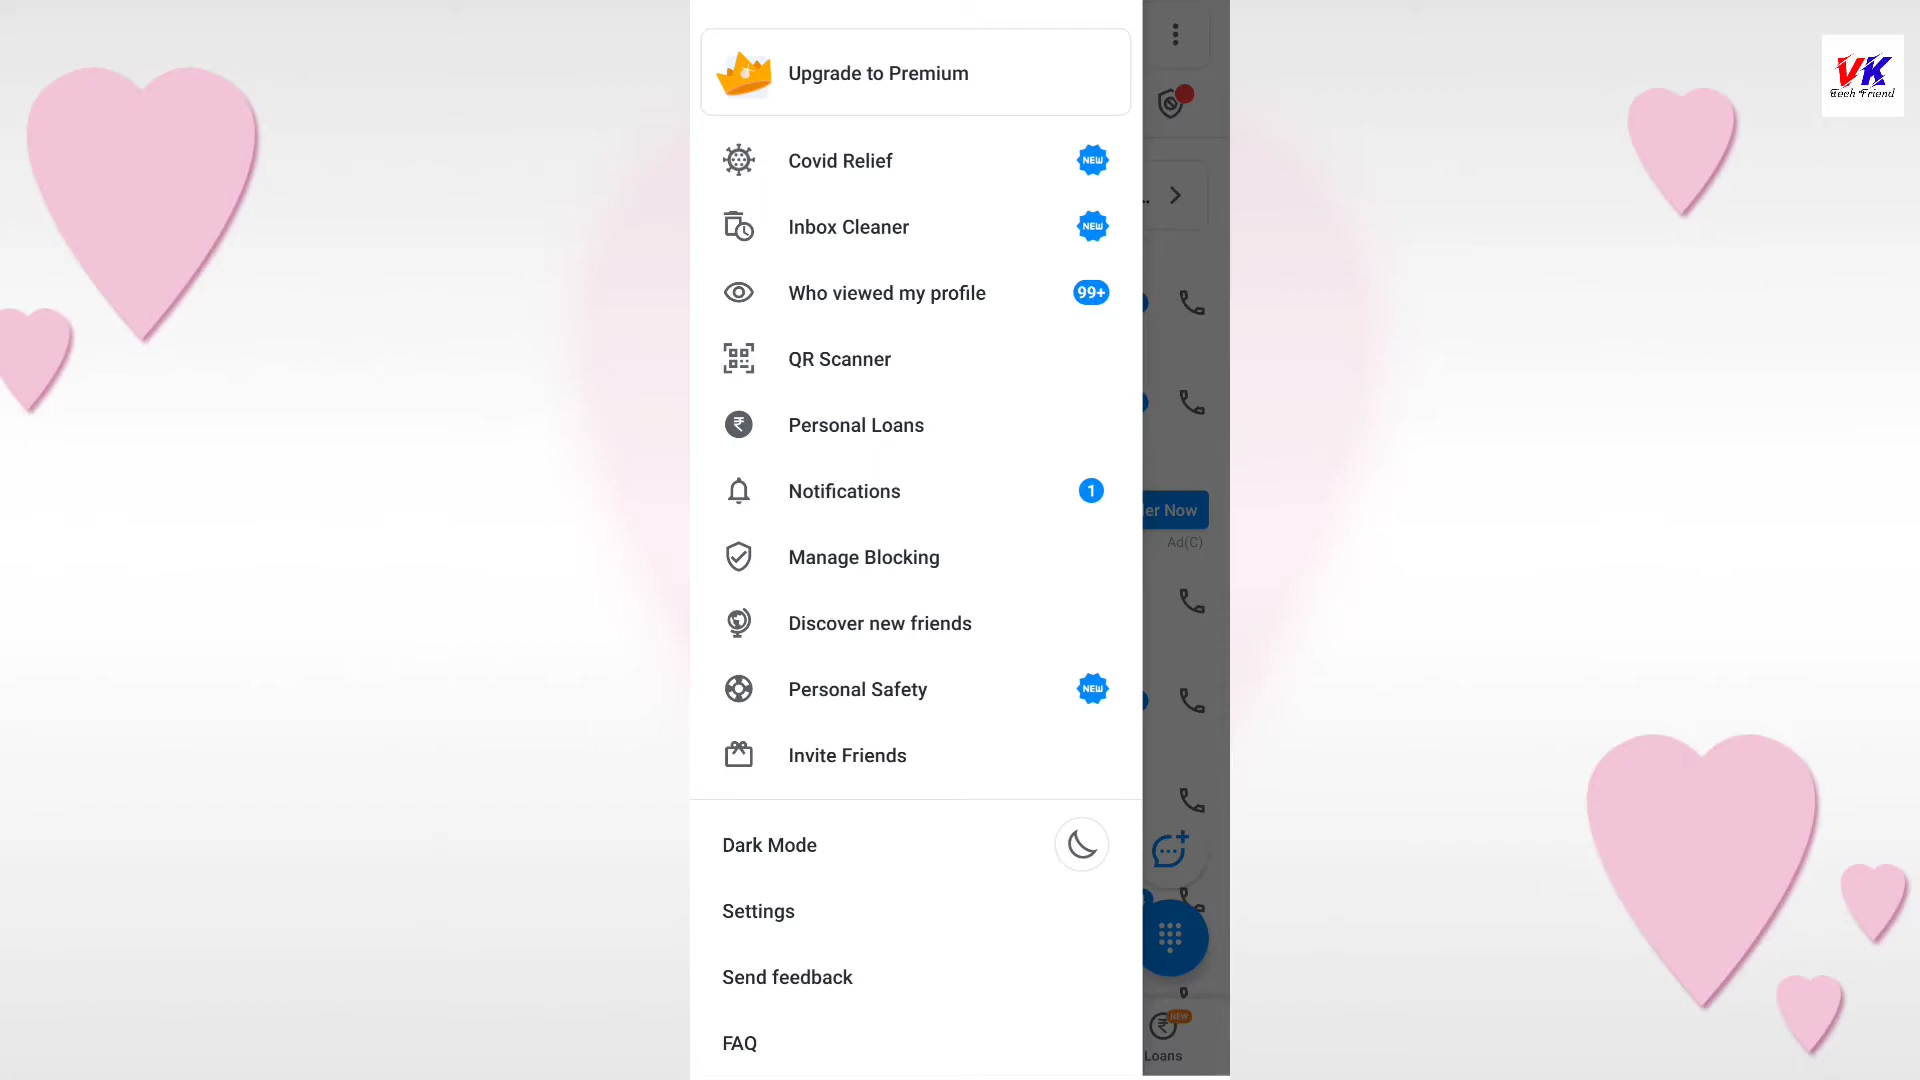 Upgrade to Premium
VK
Tech Friend
Covid Relief NEW
Inbox Cleaner NEW
..
Who viewed my profile 99+
QR Scanner
Personal Loans
Notifications 1
er Now
Ad(C)
Manage Blocking
Discover new friends
Personal Safety NEW
Invite Friends
Dark Mode
Settings
Send feedback
NEW
FAQ
Loans